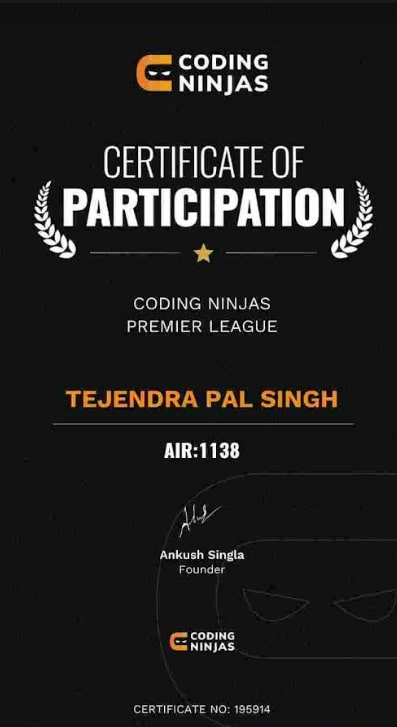 CODING
NINJAS
CERTIFICATE OF
PARTICIPATION
CODING NINJAS
PREMIER LEAGUE
TEJENDRA PAL SINGH
AIR:1138
Ankush Singla
Founder
CODING
NINJAS
CERTIFICATE NO: 195914